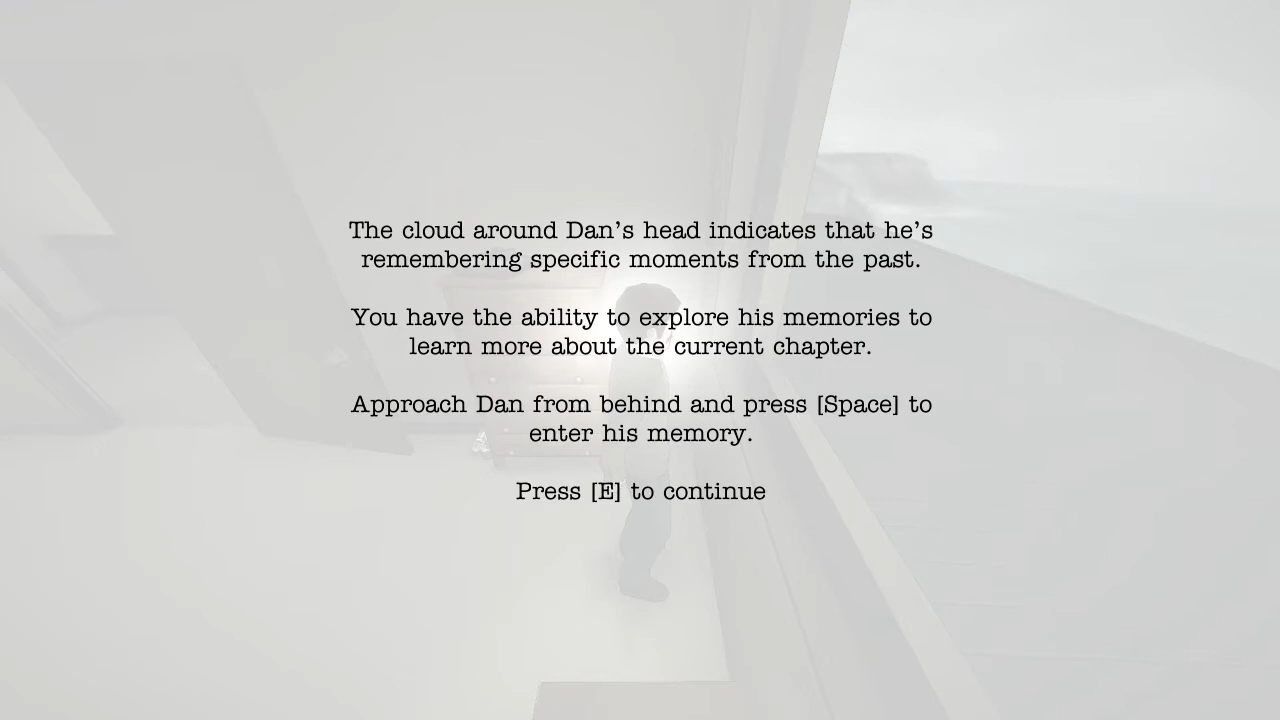 The cloud around Dan's head indicates that he's
remembering specific moments from the past.
You have the ability to explore his memories to
learn more about the current chapter.
Approach Dan from behind and press [Space] to
enter his memory.
Press [E] to continue